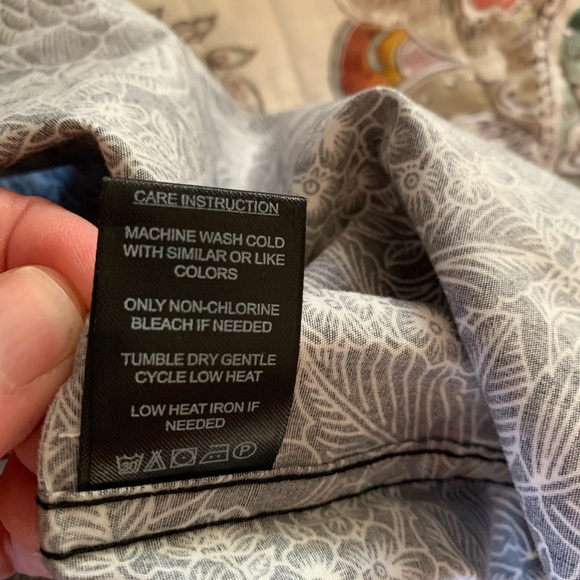 CARE INSTRUCTION
MACHINE WASH COLD
WITH SIMILAR OR LIKE
COLORS
ONLY NON-CHLORINE
BLEACH IF NEEDED
TUMBLE DRY GENTLE
CYCLE LOW HEAT
LOW HEAT IRON IF
NEEDED
30 P